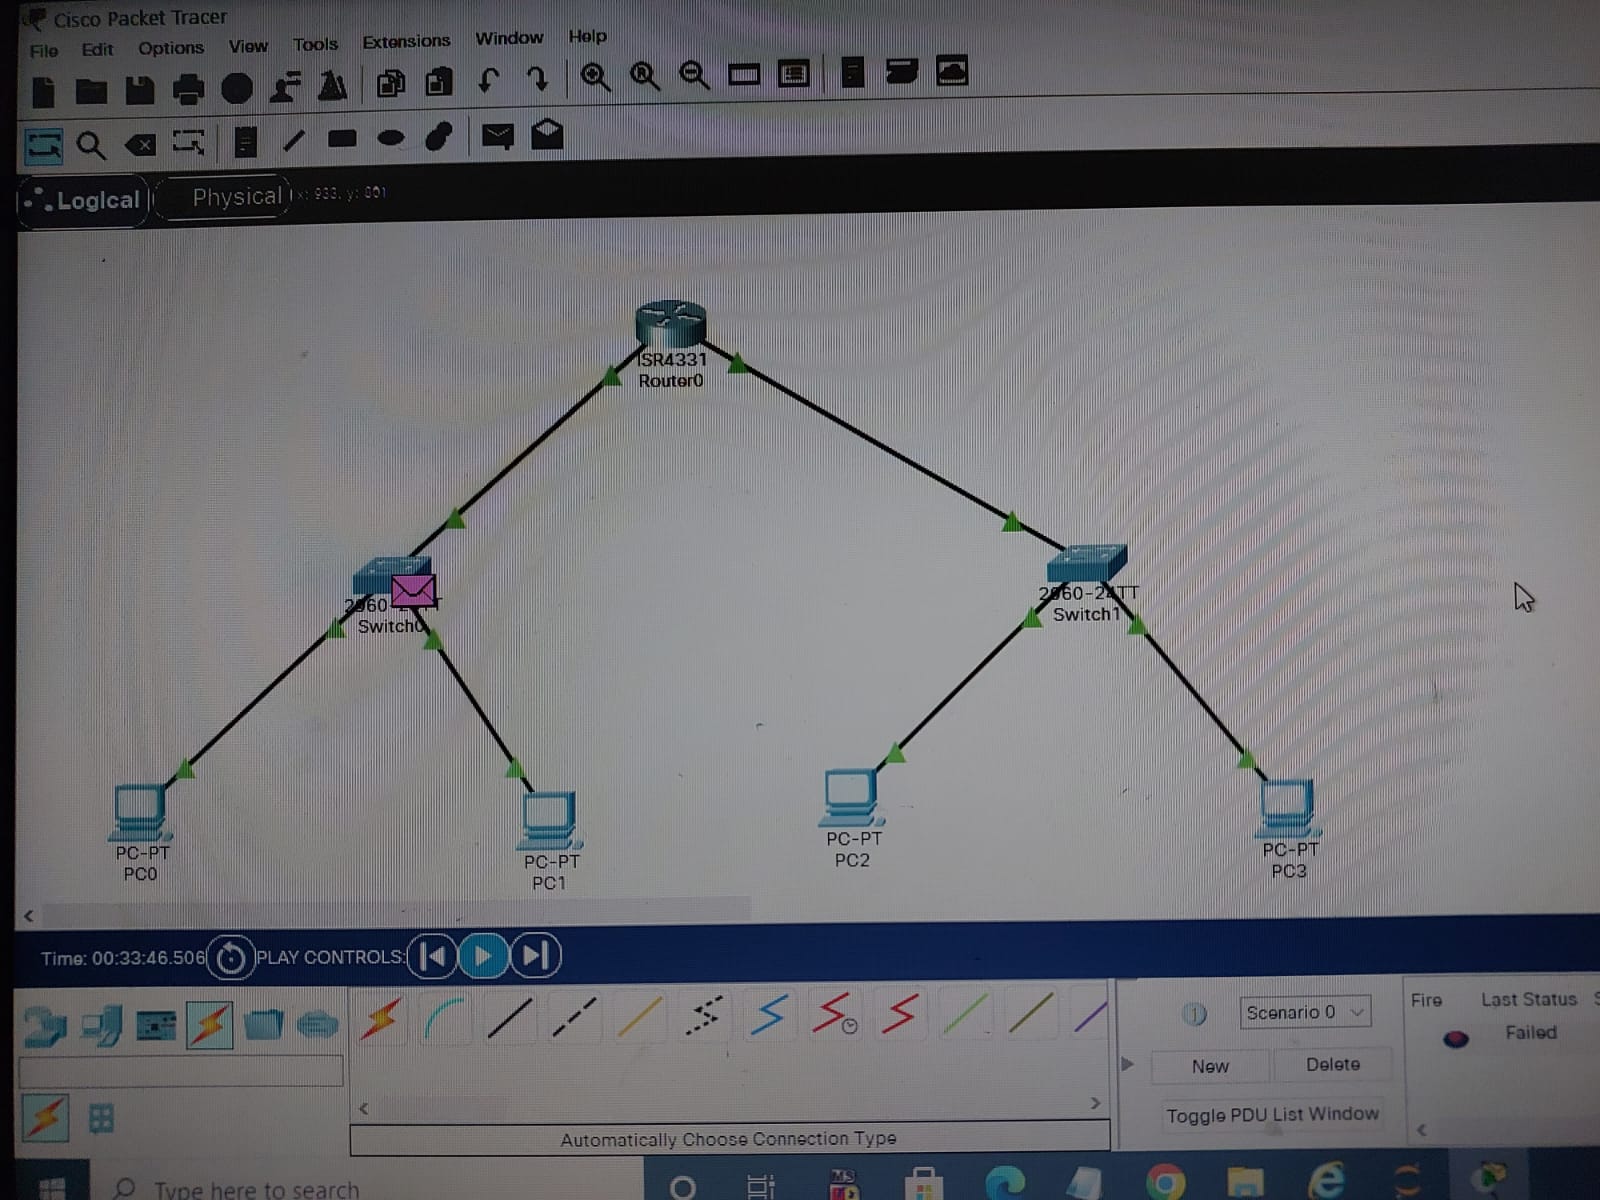 Cisco Packet Tracer
File Edit Options View Tools Extensions Window Help
Logical Physical x: 933, y: 801
ISR4331
Router0
2960-24TT
Switch1
Switch0
PC-PT
PC0
PC-PT
PC1
PC-PT
PC2
PC-PT
PC3
Time: 00:33:46.506 PLAY CONTROLS:
Scenario 0
Fire Last Status
Failed
New Delete
Toggle PDU List Window
Automatically Choose Connection Type
Type here to search